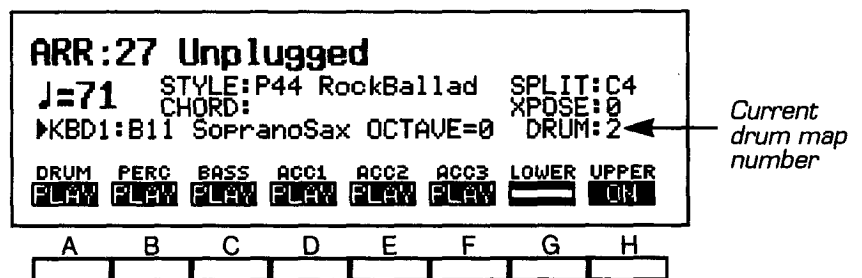 ARR:27 Unplugged
♩=71 STYLE:P44 RockBallad SPLIT:C4
CHORD: XPOSE:0
▶KBD1:B11 SopranoSax OCTAVE=0 DRUM:2
Current
drum map
number
DRUM PERC BASS ACC1 ACC2 ACC3 LOWER UPPER
PLAY PLAY PLAY PLAY PLAY PLAY ON
A B C D E F G H